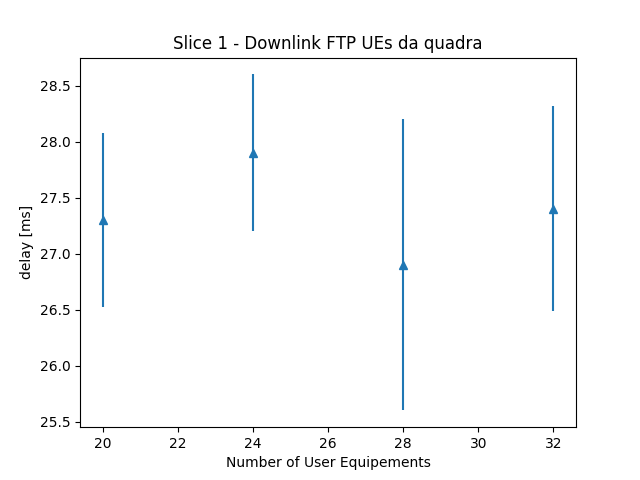 Slice 1 - Downlink FTP UEs da quadra
28.5
28.0
27.5
27.0
26.5
26.0
25.5
delay [ms]
20 22 24 26 28 30 32
Number of User Equipements